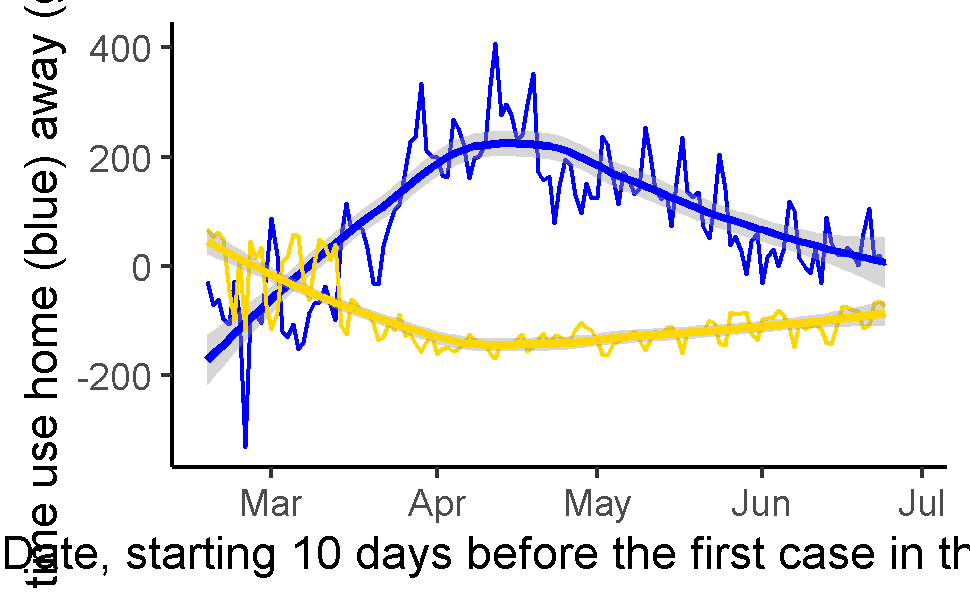 time use home (blue) away (
400
200
0
-200
Mar Apr May Jun Jul
Date, starting 10 days before the first case in th